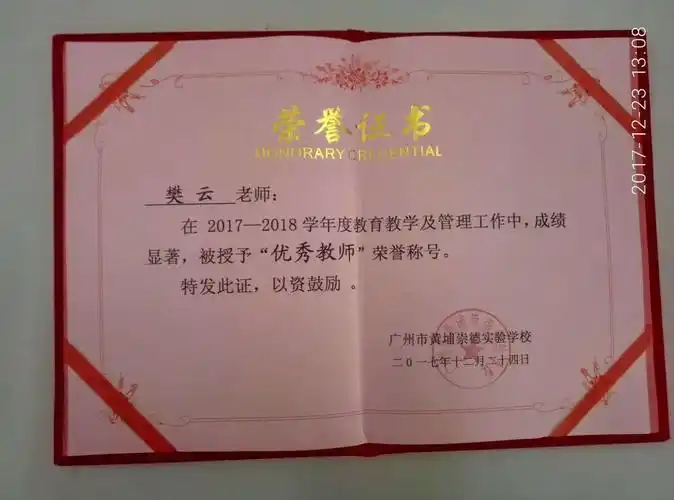 荣誉证书
HONORARY CREDENTIAL
樊云 老师：
在 2017—2018 学年度教育教学及管理工作中，成绩
显著，被授予“优秀教师”荣誉称号。
特发此证，以资鼓励 。
广州市黄埔崇德实验学校
二0一七年十二月二十四日
2017-12-23 13:08